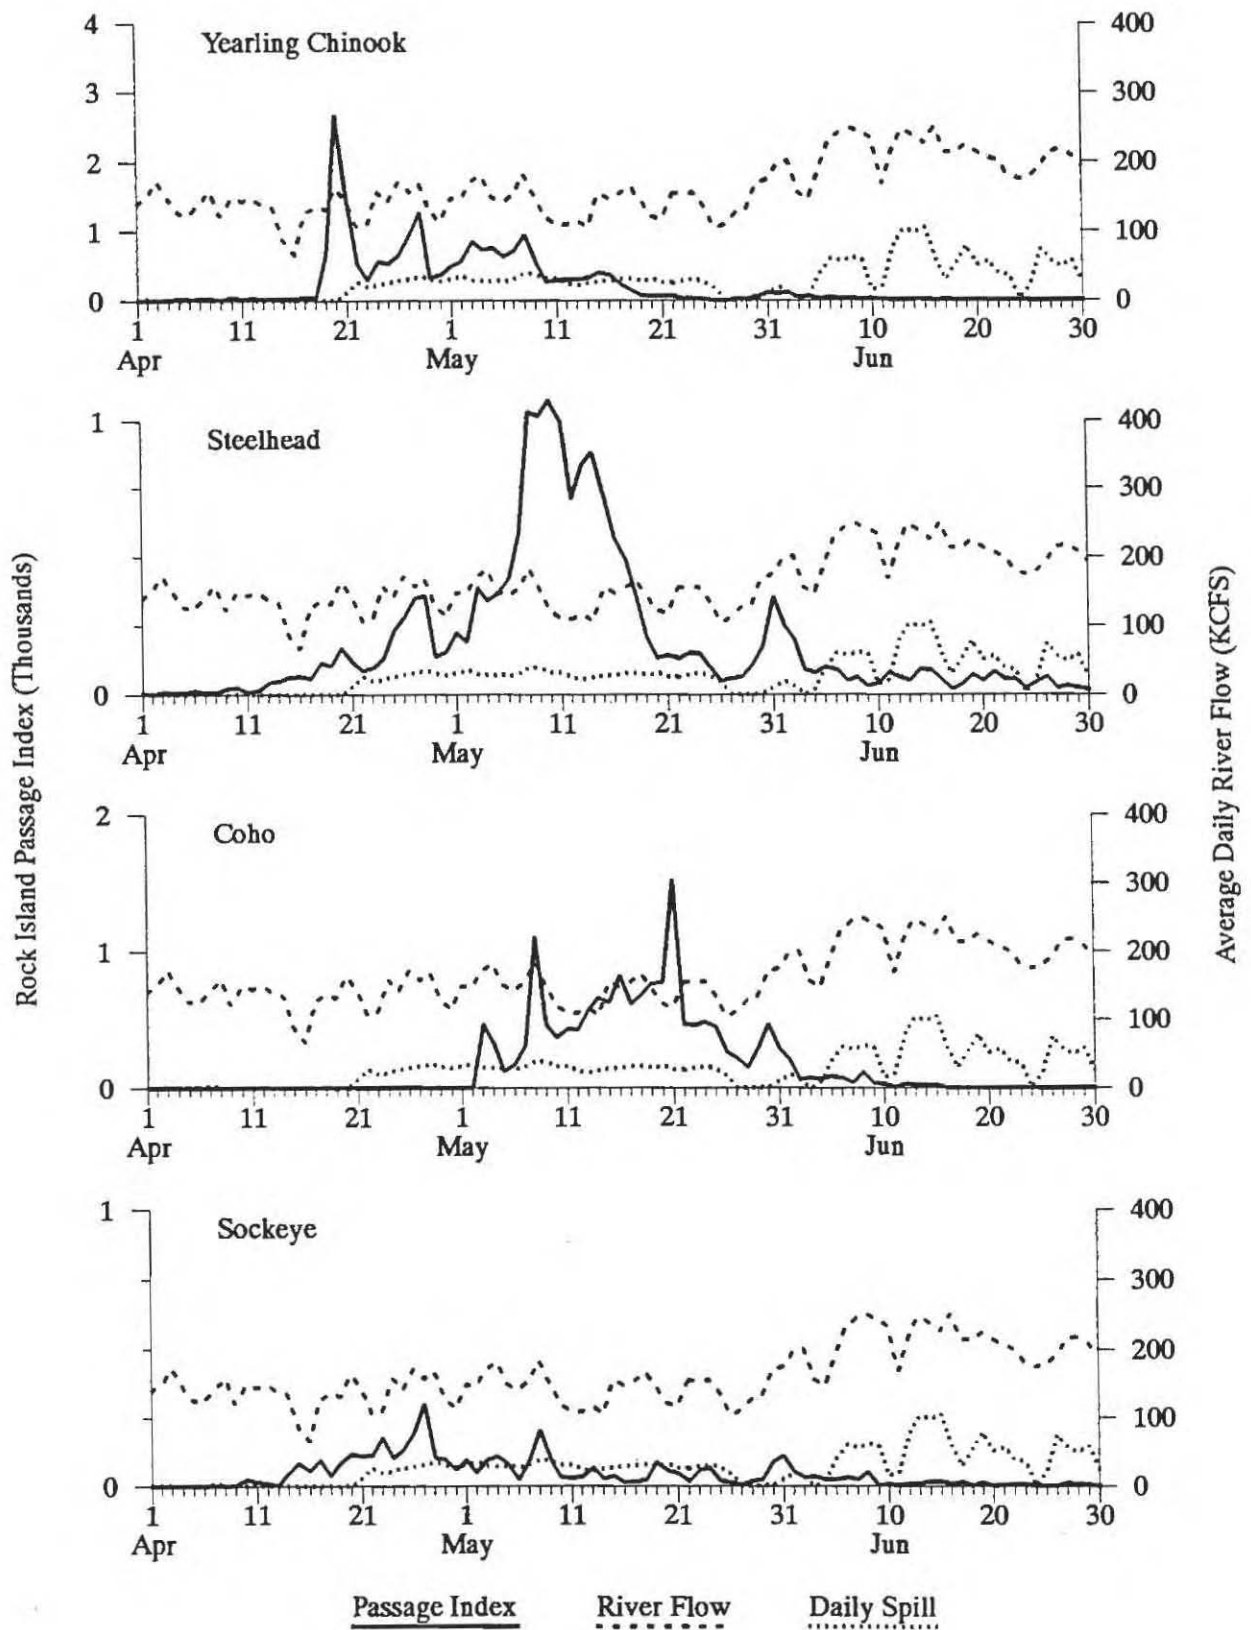 Rock Island Passage Index (Thousands)
Average Daily River Flow (KCFS)
Yearling Chinook
4
3
2
1
0
400
300
200
100
0
1 11 21 1 11 21 31 10 20 30
Apr May Jun
Steelhead
1
0
400
300
200
100
0
1 11 21 1 11 21 31 10 20 30
Apr May Jun
Coho
2
1
0
400
300
200
100
0
1 11 21 1 11 21 31 10 20 30
Apr May Jun
Sockeye
1
0
400
300
200
100
0
1 11 21 1 11 21 31 10 20 30
Apr May Jun
Passage Index River Flow Daily Spill